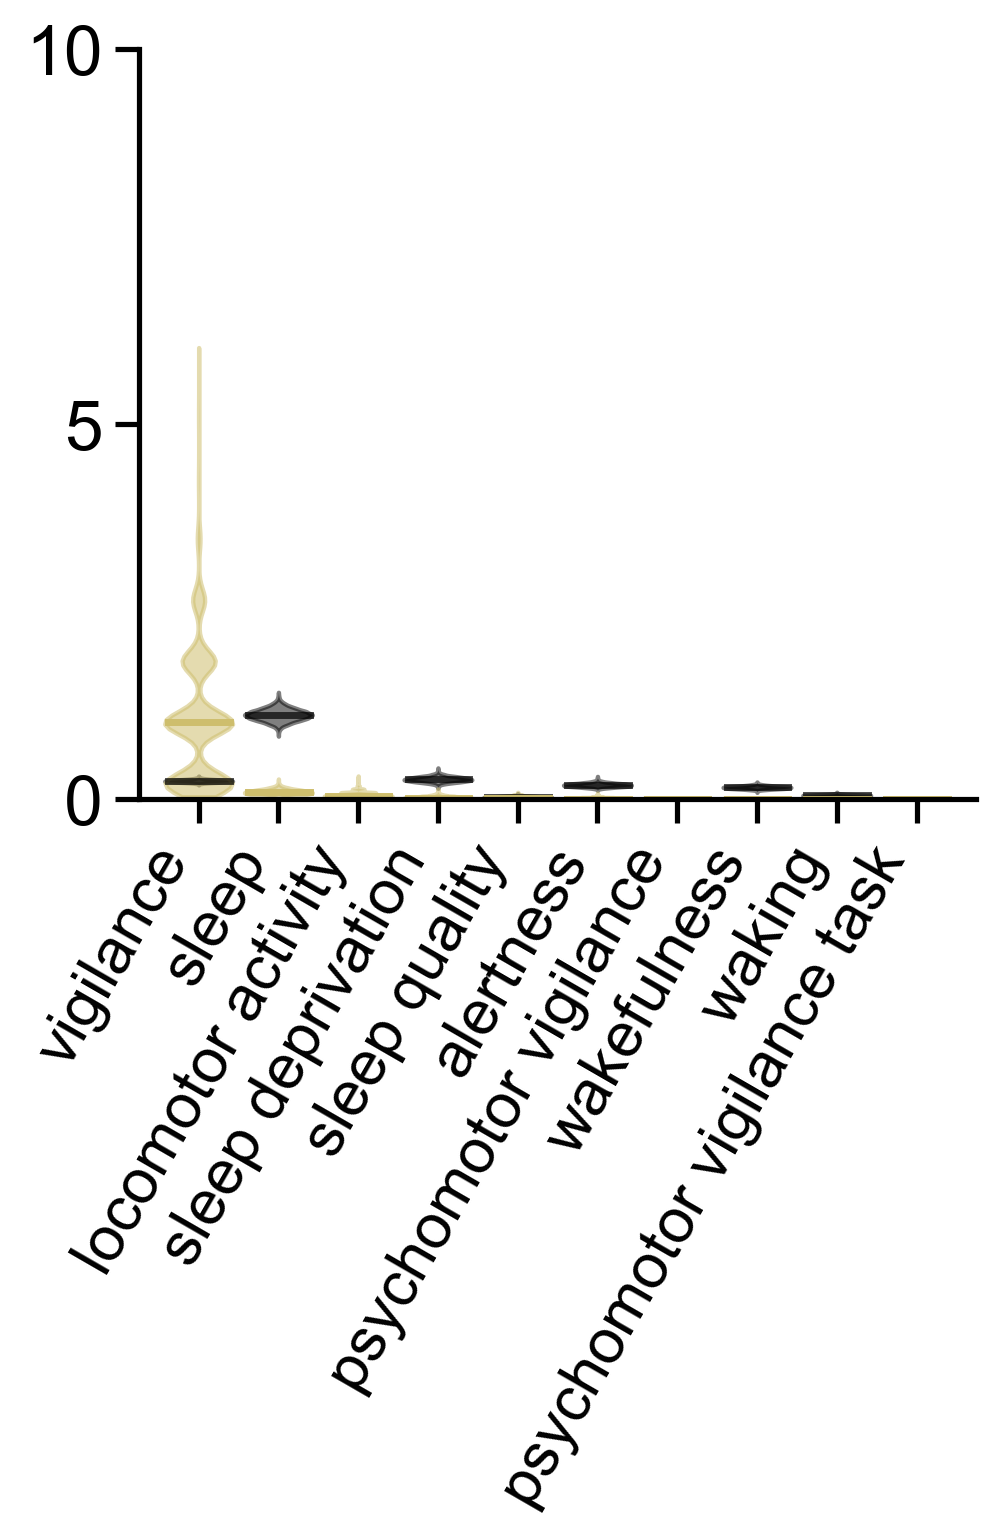 10
5
0
vigilance
sleep
locomotor activity
sleep deprivation
sleep quality
alertness
psychomotor vigilance
wakefulness
waking
psychomotor vigilance task